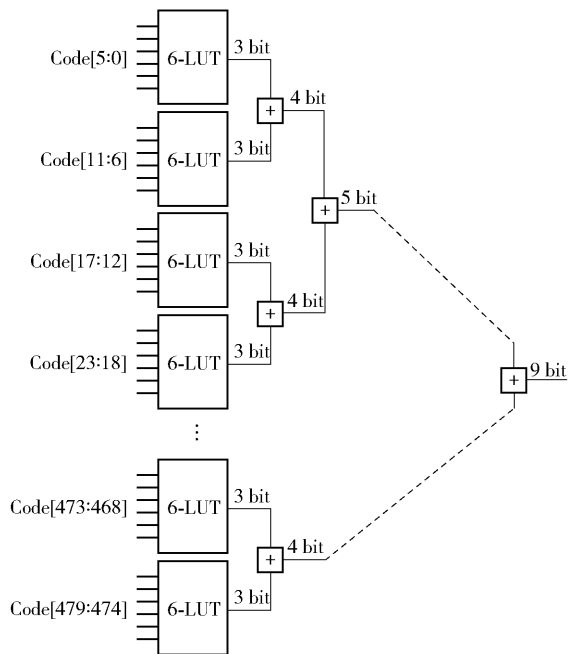 3 bit
Code[5:0] 6-LUT
4 bit
+
3 bit
Code[11:6] 6-LUT
5 bit
+
3 bit
Code[17:12] 6-LUT
4 bit
+
3 bit
Code[23:18] 6-LUT
9 bit
+
⋮
3 bit
Code[473:468] 6-LUT
4 bit
+
3 bit
Code[479:474] 6-LUT